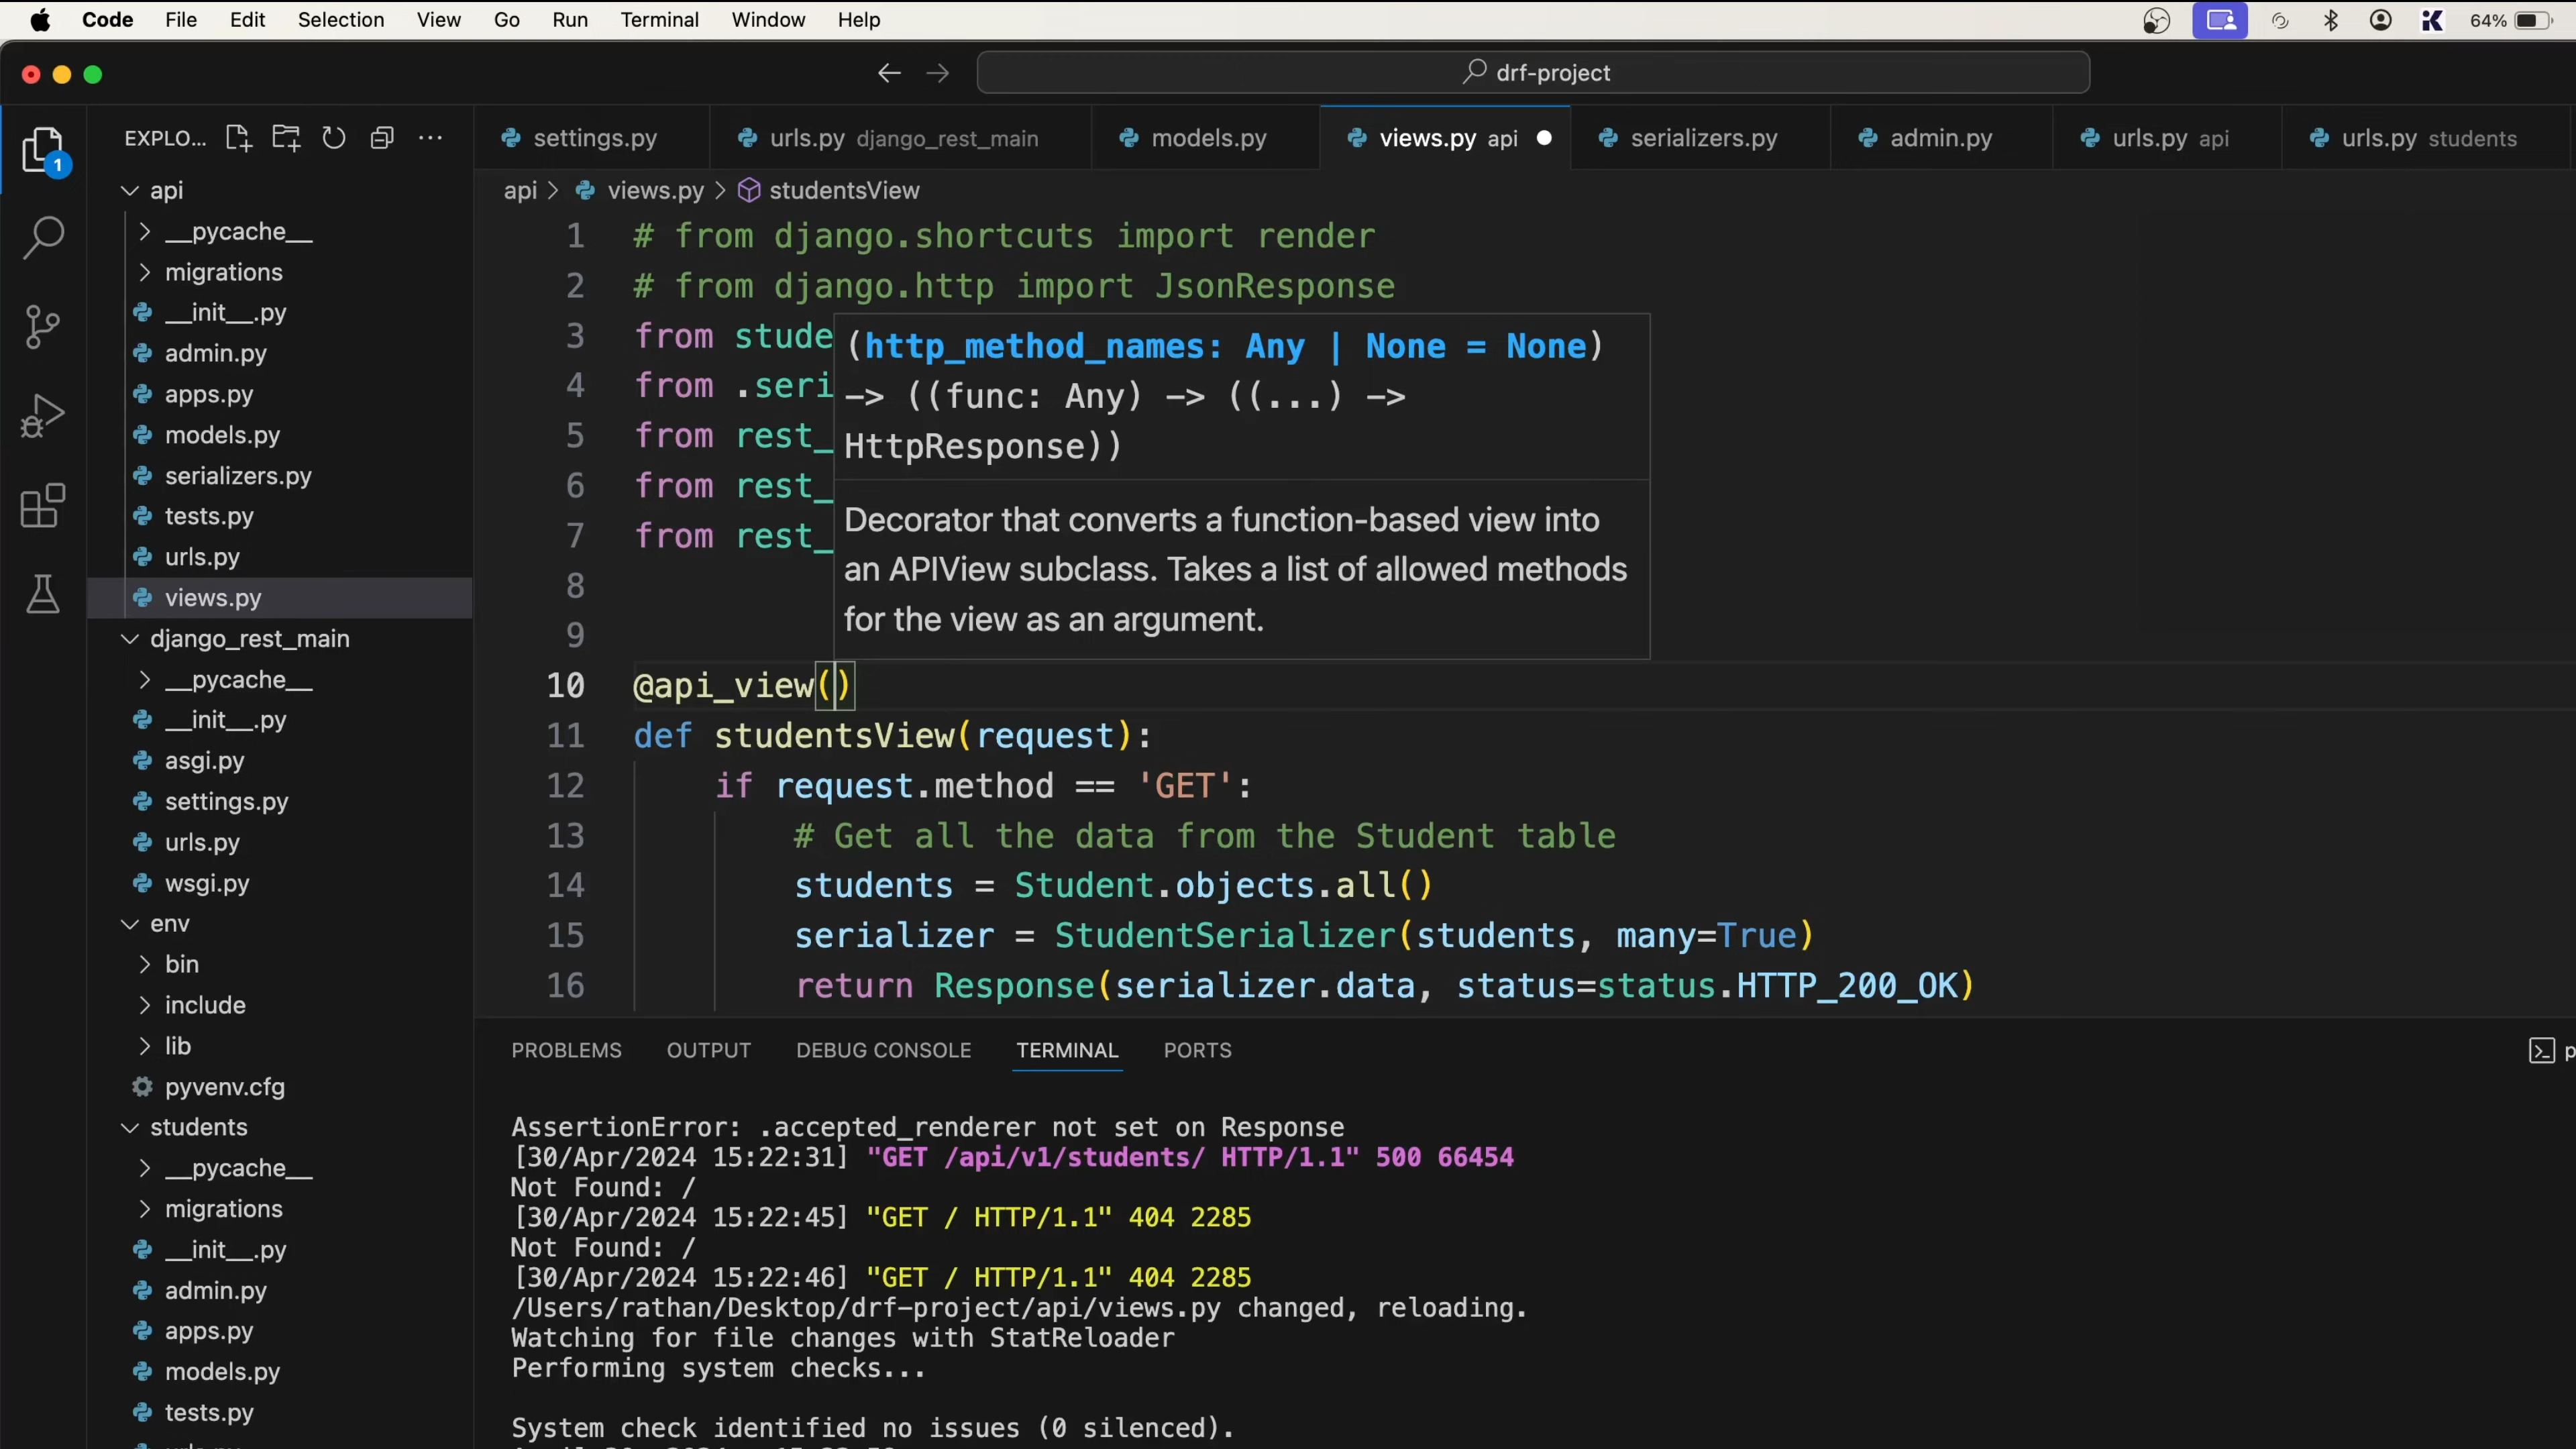 Code File Edit Selection View Go Run Terminal Window Help 64%
drf-project
EXPLO...
1
api
__pycache__
migrations
__init__.py
admin.py
apps.py
models.py
serializers.py
tests.py
urls.py
views.py
django_rest_main
__pycache__
__init__.py
asgi.py
settings.py
urls.py
wsgi.py
env
bin
include
lib
pyvenv.cfg
students
__pycache__
migrations
__init__.py
admin.py
apps.py
models.py
tests.py
settings.py urls.py django_rest_main models.py views.py api serializers.py admin.py urls.py api urls.py students
api > views.py > studentsView
1 # from django.shortcuts import render
2 # from django.http import JsonResponse
3 from stude
4 from .seri
5 from rest_
6 from rest_
7 from rest_
8
9
(http_method_names: Any | None = None)
-> ((func: Any) -> ((...) ->
HttpResponse))
Decorator that converts a function-based view into
an APIView subclass. Takes a list of allowed methods
for the view as an argument.
10 @api_view()
11 def studentsView(request):
12 if request.method == 'GET':
13 # Get all the data from the Student table
14 students = Student.objects.all()
15 serializer = StudentSerializer(students, many=True)
16 return Response(serializer.data, status=status.HTTP_200_OK)
PROBLEMS OUTPUT DEBUG CONSOLE TERMINAL PORTS
AssertionError: .accepted_renderer not set on Response
[30/Apr/2024 15:22:31] "GET /api/v1/students/ HTTP/1.1" 500 66454
Not Found: /
[30/Apr/2024 15:22:45] "GET / HTTP/1.1" 404 2285
Not Found: /
[30/Apr/2024 15:22:46] "GET / HTTP/1.1" 404 2285
/Users/rathan/Desktop/drf-project/api/views.py changed, reloading.
Watching for file changes with StatReloader
Performing system checks...
System check identified no issues (0 silenced).